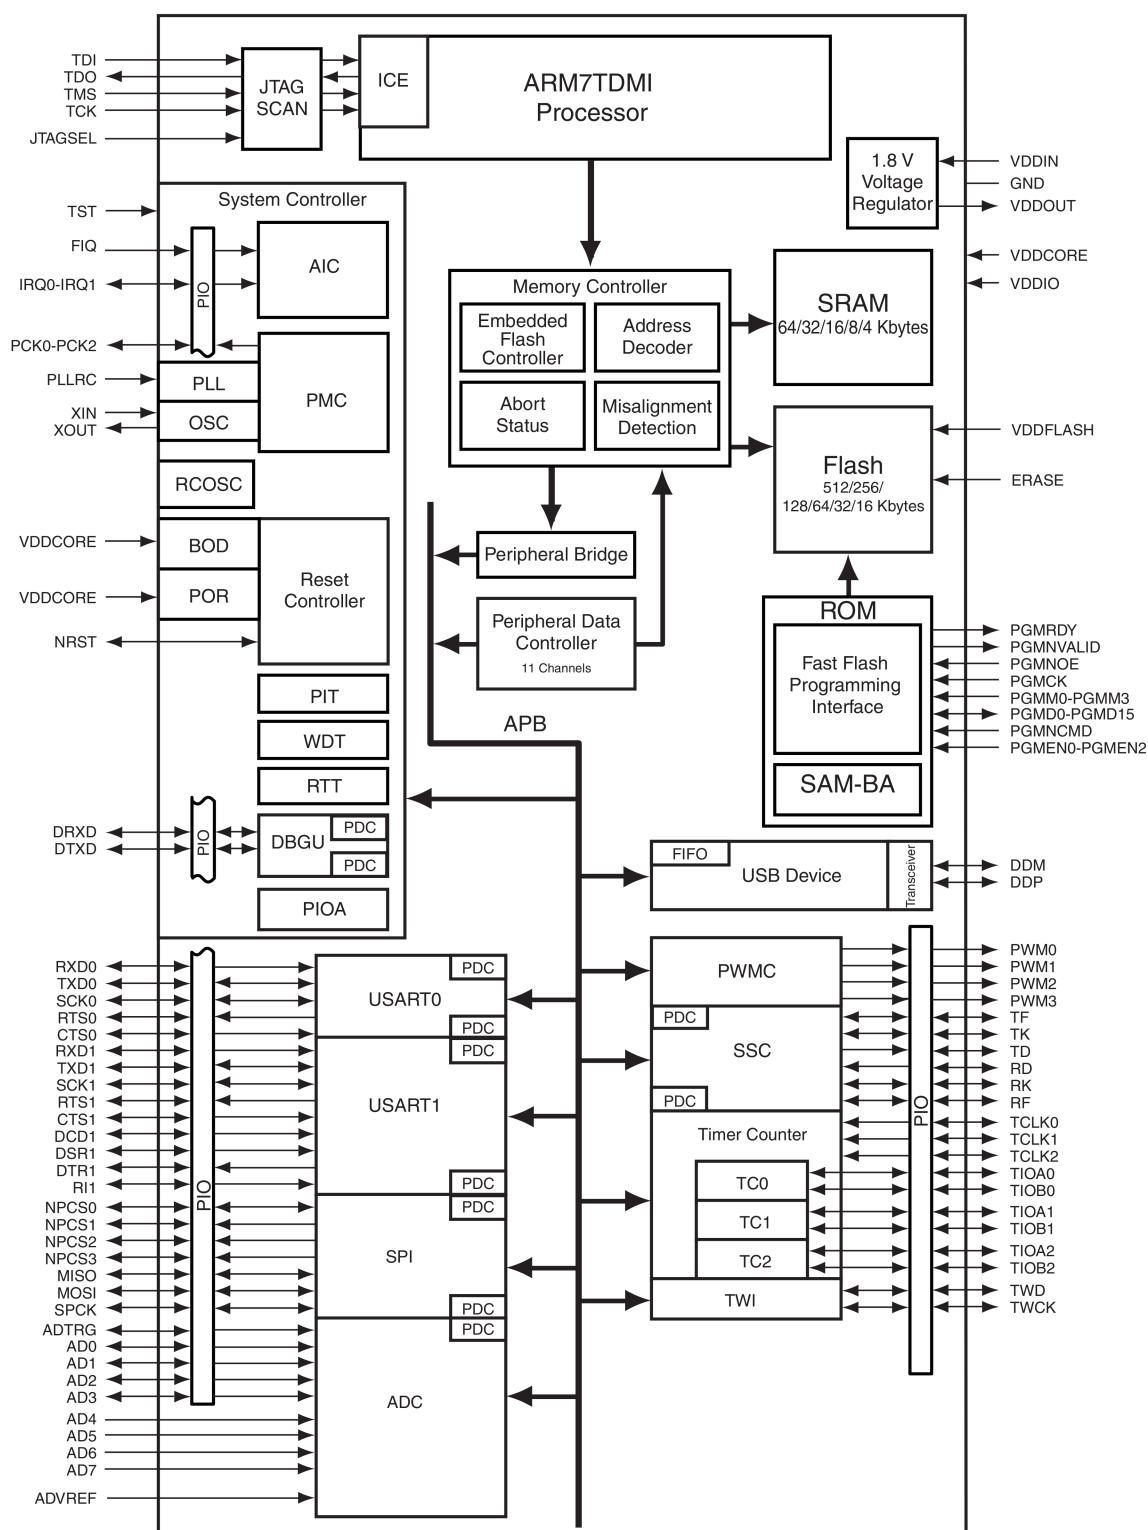 TDI
TDO
TMS
TCK
JTAGSEL
JTAG
SCAN
ICE
ARM7TDMI
Processor
1.8 V
Voltage
Regulator
VDDIN
GND
VDDOUT
System Controller
TST
FIQ
IRQ0-IRQ1
PIO
AIC
PCK0-PCK2
PLLRC
PLL
PMC
XIN
XOUT
OSC
RCOSC
VDDCORE
BOD
Reset
Controller
VDDCORE
POR
NRST
PIT
WDT
RTT
DRXD
DTXD
PIO
DBGU
PDC
PDC
PIOA
Memory Controller
Embedded
Flash
Controller
Address
Decoder
Abort
Status
Misalignment
Detection
Peripheral Bridge
Peripheral Data
Controller
11 Channels
APB
VDDCORE
VDDIO
SRAM
64/32/16/8/4 Kbytes
Flash
512/256/
128/64/32/16 Kbytes
VDDFLASH
ERASE
ROM
Fast Flash
Programming
Interface
SAM-BA
PGMRDY
PGMNVALID
PGMNOE
PGMCK
PGMM0-PGMM3
PGMD0-PGMD15
PGMNCMD
PGMEN0-PGMEN2
FIFO
USB Device
Transceiver
DDM
DDP
RXD0
TXD0
SCK0
RTS0
CTS0
RXD1
TXD1
SCK1
RTS1
CTS1
DCD1
DSR1
DTR1
RI1
NPCS0
NPCS1
NPCS2
NPCS3
MISO
MOSI
SPCK
ADTRG
AD0
AD1
AD2
AD3
AD4
AD5
AD6
AD7
ADVREF
PIO
PDC
USART0
PDC
PDC
USART1
PDC
PDC
SPI
PDC
PDC
ADC
PWMC
PDC
SSC
PDC
Timer Counter
TC0
TC1
TC2
TWI
PIO
PWM0
PWM1
PWM2
PWM3
TF
TK
TD
RD
RK
RF
TCLK0
TCLK1
TCLK2
TIOA0
TIOB0
TIOA1
TIOB1
TIOA2
TIOB2
TWD
TWCK